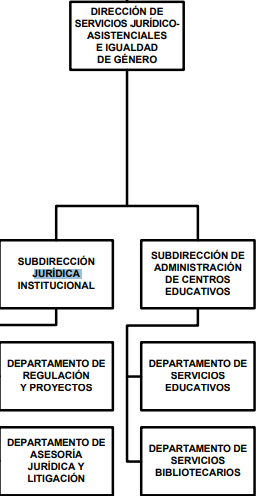 DIRECCIÓN DE
SERVICIOS JURÍDICO-
ASISTENCIALES
E IGUALDAD
DE GÉNERO
SUBDIRECCIÓN
JURÍDICA
INSTITUCIONAL
SUBDIRECCIÓN DE
ADMINISTRACIÓN
DE CENTROS
EDUCATIVOS
DEPARTAMENTO DE
REGULACIÓN
Y PROYECTOS
DEPARTAMENTO DE
SERVICIOS
EDUCATIVOS
DEPARTAMENTO DE
ASESORÍA
JURÍDICA Y
LITIGACIÓN
DEPARTAMENTO DE
SERVICIOS
BIBLIOTECARIOS